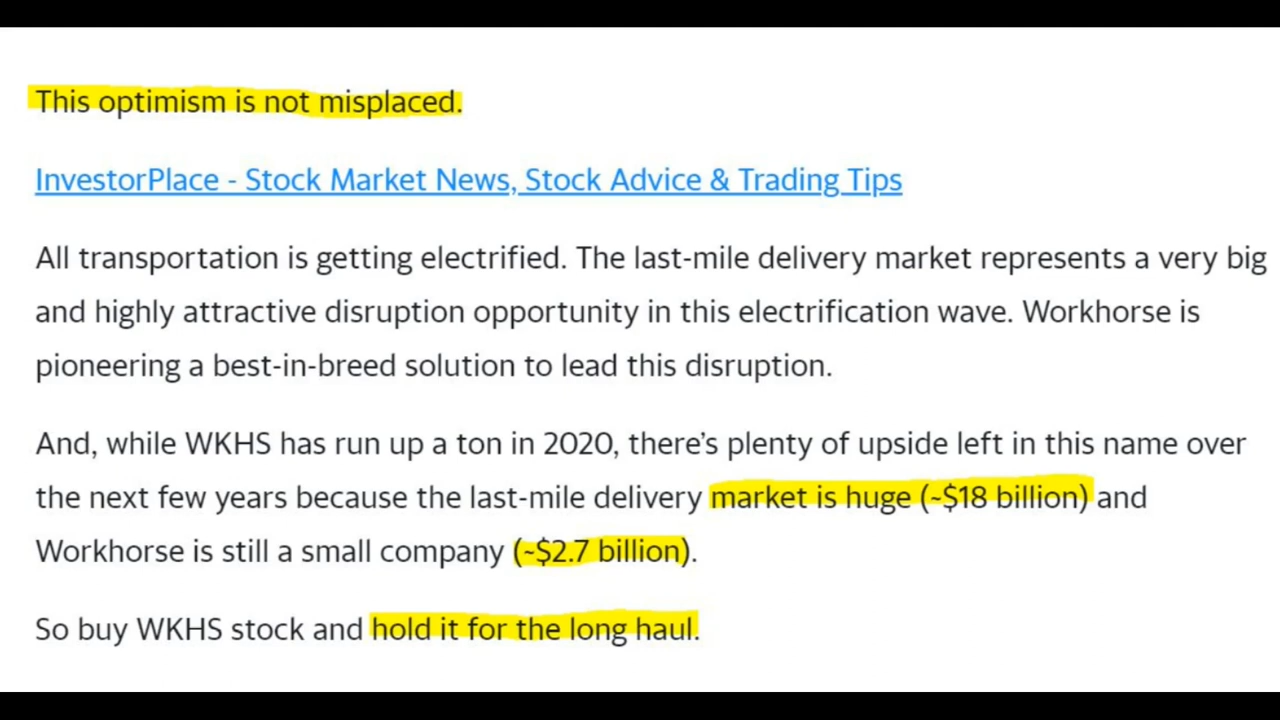 This optimism is not misplaced.
InvestorPlace - Stock Market News, Stock Advice & Trading Tips
All transportation is getting electrified. The last-mile delivery market represents a very big
and highly attractive disruption opportunity in this electrification wave. Workhorse is
pioneering a best-in-breed solution to lead this disruption.
And, while WKHS has run up a ton in 2020, there’s plenty of upside left in this name over
the next few years because the last-mile delivery market is huge (~$18 billion) and
Workhorse is still a small company (~$2.7 billion).
So buy WKHS stock and hold it for the long haul.